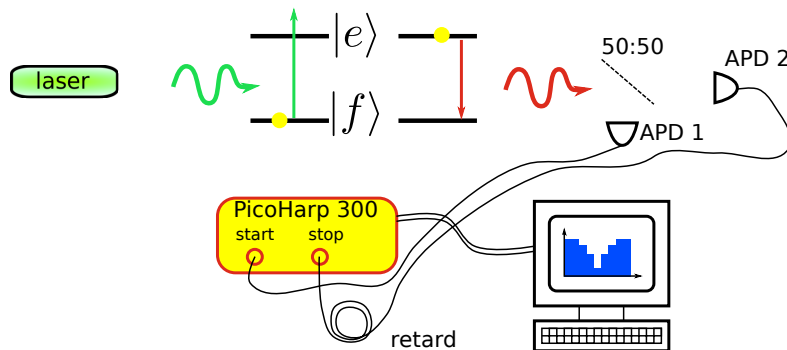 laser
|e⟩
|f⟩
50:50
APD 2
APD 1
PicoHarp 300
start
stop
retard